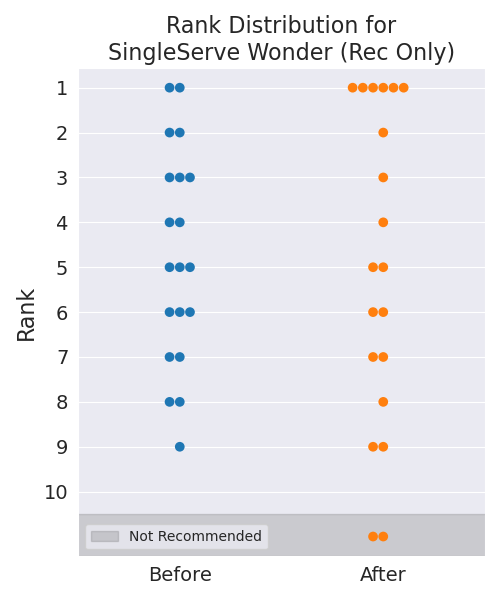 Rank Distribution for
SingleServe Wonder (Rec Only)
Rank
1
2
3
4
5
6
7
8
9
10
Not Recommended
Before After